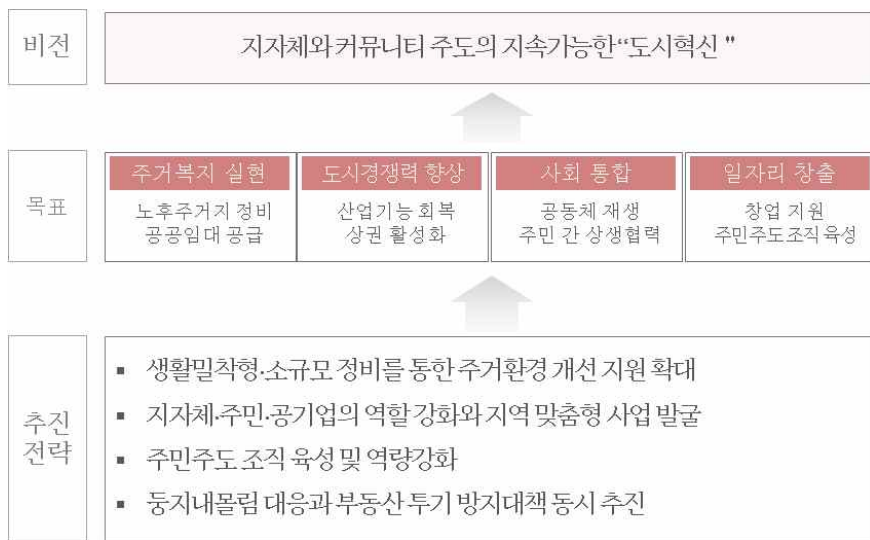 비전
지자체와 커뮤니티 주도의 지속가능한 “도시혁신 "
목표
주거복지 실현
노후주거지 정비
공공임대 공급
도시경쟁력 향상
산업기능 회복
상권 활성화
사회 통합
공동체 재생
주민 간 상생협력
일자리 창출
창업 지원
주민주도조직 육성
추진
전략
▪ 생활밀착형·소규모 정비를 통한 주거환경 개선 지원 확대
▪ 지자체·주민·공기업의 역할 강화와 지역 맞춤형 사업 발굴
▪ 주민주도 조직 육성 및 역량강화
▪ 둥지내몰림 대응과 부동산 투기 방지대책 동시 추진